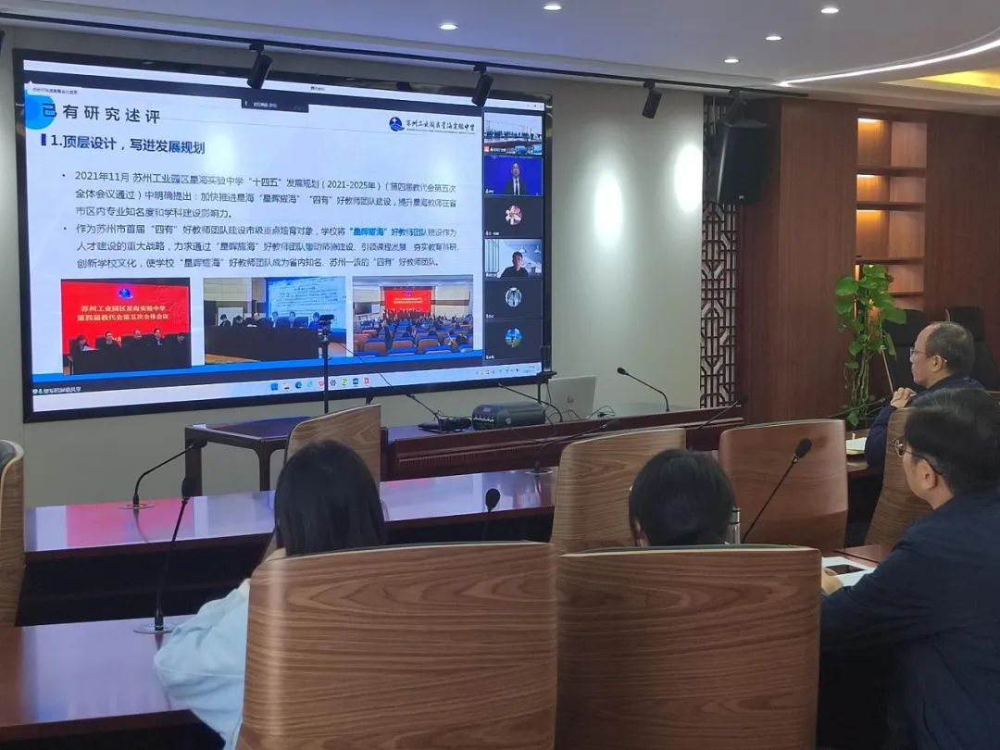 已有研究述评
苏州工业园区星海实验中学
1.顶层设计，写进发展规划
• 2021年11月 苏州工业园区星海实验中学“十四五”发展规划（2021-2025年）（第四届教代会第五次
全体会议通过）中明确提出：加快推进星海“星晖耀海”“四有”好教师团队建设，提升星海教师在省
市区内专业知名度和学科建设影响力。
• 作为苏州市首届“四有”好教师团队建设市级重点培育对象，学校将“星晖耀海”好教师团队建设作为
人才建设的重大战略，力求通过“星晖耀海”好教师团队带动师德建设、引领课程发展、夯实教育科研、
创新学校文化，使学校“星晖耀海”好教师团队成为省内知名、苏州一流的“四有”好教师团队。
苏州工业园区星海实验中学
第四届教代会第五次全体会议